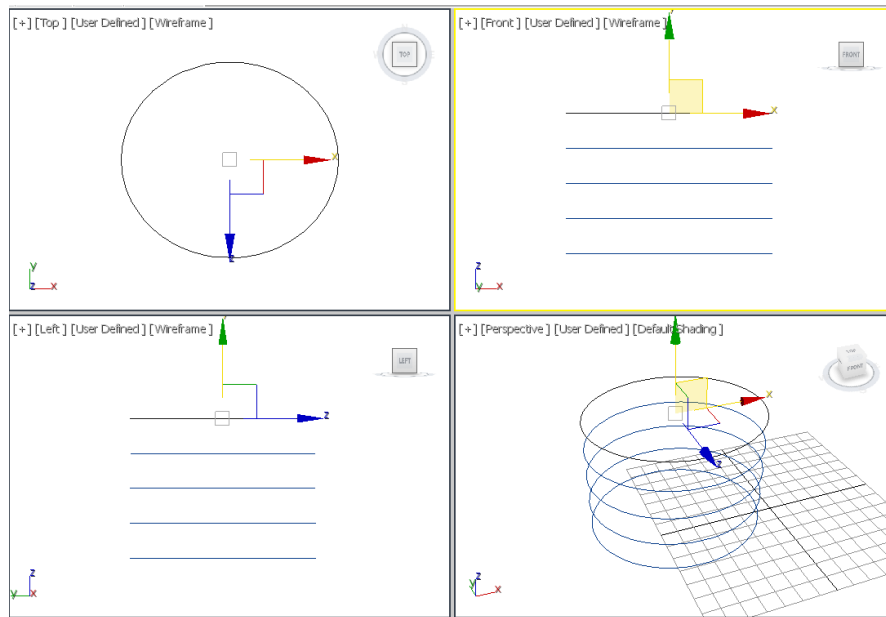 [+] [Top] [User Defined] [Wireframe]
TOP
x
z
y
z
x
[+] [Front] [User Defined] [Wireframe]
FRONT
x
z
y
x
[+] [Left] [User Defined] [Wireframe]
LEFT
z
z
y
x
[+] [Perspective] [User Defined] [Default Shading]
FRONT
x
z
z
y
x